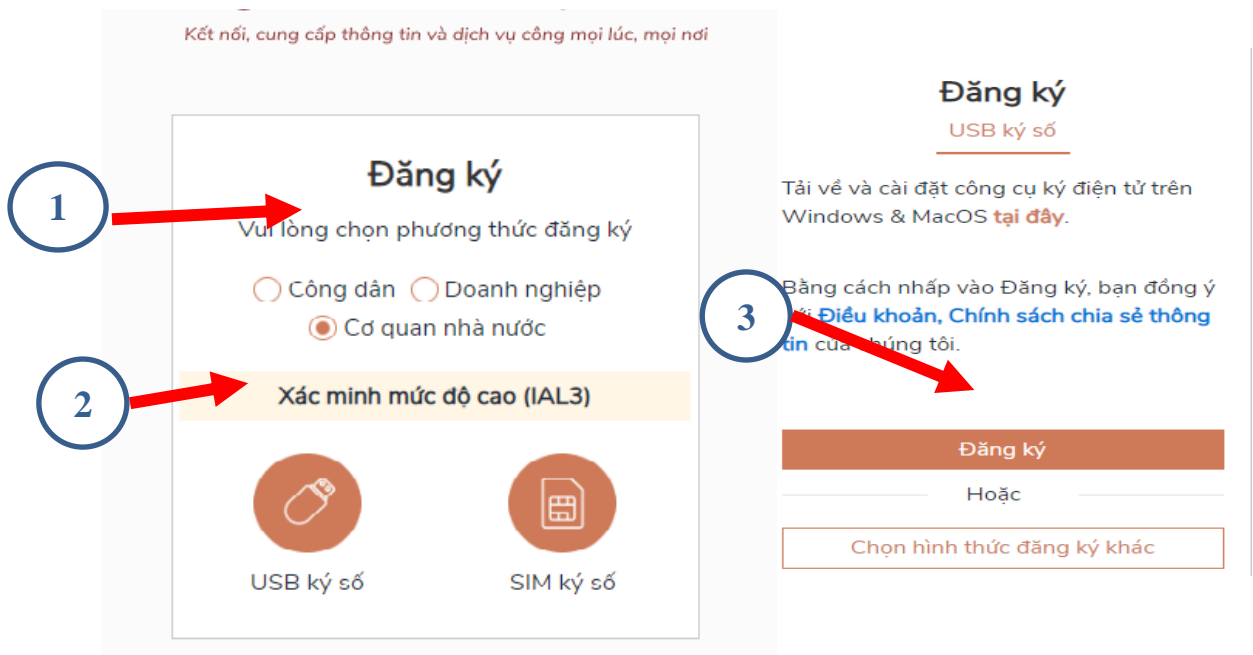 Kết nối, cung cấp thông tin và dịch vụ công mọi lúc, mọi nơi
Đăng ký
1
Vui lòng chọn phương thức đăng ký
Công dân
Doanh nghiệp
Cơ quan nhà nước
2
Xác minh mức độ cao (IAL3)
USB ký số
SIM ký số
Đăng ký
USB ký số
Tải về và cài đặt công cụ ký điện tử trên
Windows & MacOS tại đây.
Bằng cách nhấp vào Đăng ký, bạn đồng ý
3
Điều khoản, Chính sách chia sẻ thông
tin của chúng tôi.
Đăng ký
Hoặc
Chọn hình thức đăng ký khác